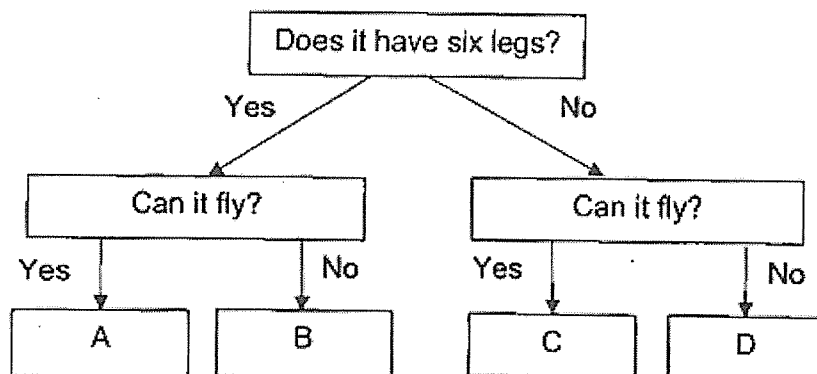 Does it have six legs?
Yes
No
Can it fly?
Can it fly?
Yes
No
Yes
No
A
B
C
D